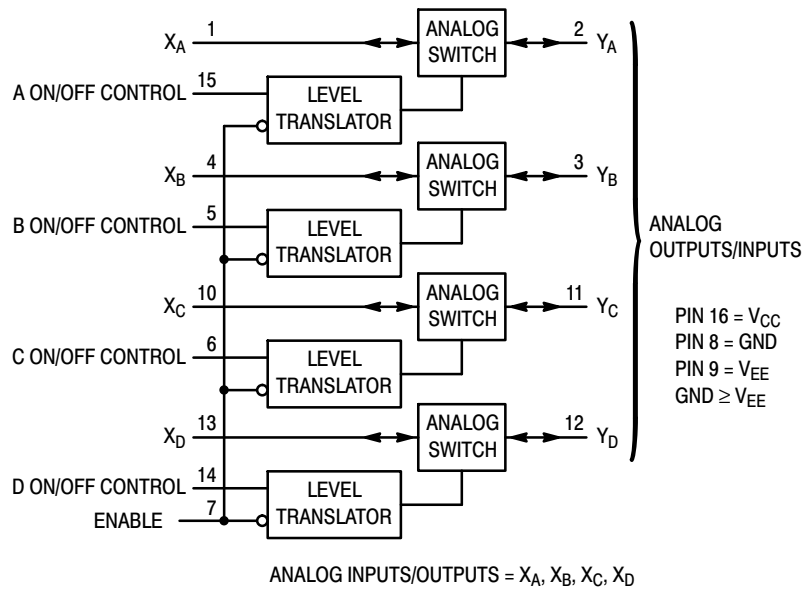 X_A 1 ANALOG SWITCH 2 Y_A
A ON/OFF CONTROL 15 LEVEL TRANSLATOR
X_B 4 ANALOG SWITCH 3 Y_B
B ON/OFF CONTROL 5 LEVEL TRANSLATOR
ANALOG OUTPUTS/INPUTS
X_C 10 ANALOG SWITCH 11 Y_C
PIN 16 = V_CC
PIN 8 = GND
PIN 9 = V_EE
GND ≥ V_EE
C ON/OFF CONTROL 6 LEVEL TRANSLATOR
X_D 13 ANALOG SWITCH 12 Y_D
D ON/OFF CONTROL 14 LEVEL TRANSLATOR
ENABLE 7
ANALOG INPUTS/OUTPUTS = X_A, X_B, X_C, X_D